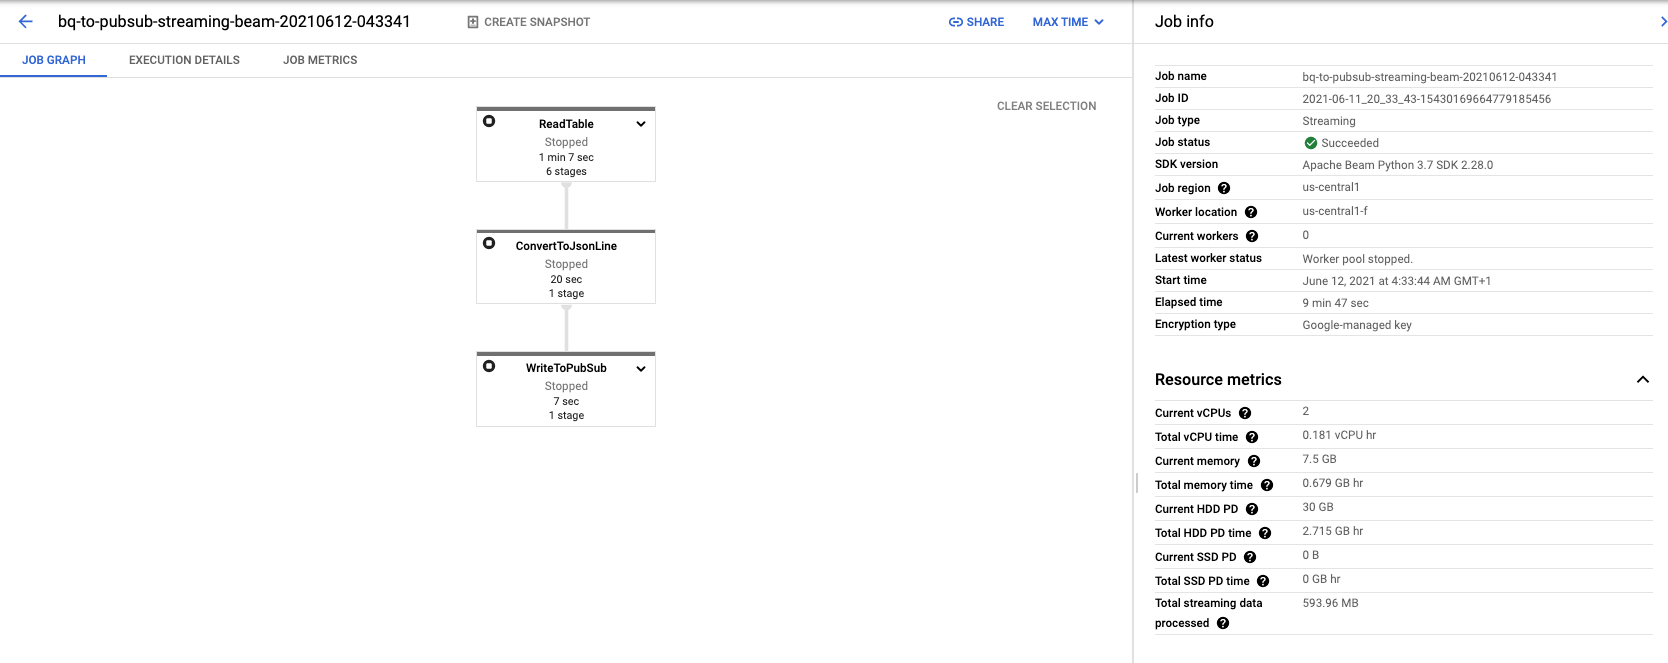 bq-to-pubsub-streaming-beam-20210612-043341
CREATE SNAPSHOT
SHARE
MAX TIME
JOB GRAPH
EXECUTION DETAILS
JOB METRICS
CLEAR SELECTION
ReadTable
Stopped
1 min 7 sec
6 stages
ConvertToJsonLine
Stopped
20 sec
1 stage
WriteToPubSub
Stopped
7 sec
1 stage
Job info
Job name bq-to-pubsub-streaming-beam-20210612-043341
Job ID 2021-06-11_20_33_43-15430169664779185456
Job type Streaming
Job status Succeeded
SDK version Apache Beam Python 3.7 SDK 2.28.0
Job region us-central1
Worker location us-central1-f
Current workers 0
Latest worker status Worker pool stopped.
Start time June 12, 2021 at 4:33:44 AM GMT+1
Elapsed time 9 min 47 sec
Encryption type Google-managed key
Resource metrics
Current vCPUs 2
Total vCPU time 0.181 vCPU hr
Current memory 7.5 GB
Total memory time 0.679 GB hr
Current HDD PD 30 GB
Total HDD PD time 2.715 GB hr
Current SSD PD 0 B
Total SSD PD time 0 GB hr
Total streaming data 593.96 MB
processed